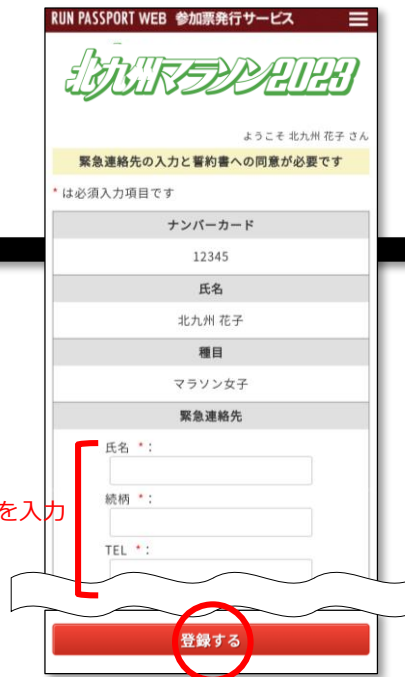 RUN PASSPORT WEB 参加票発行サービス
北九州マラソン2023
ようこそ 北九州 花子 さん
緊急連絡先の入力と誓約書への同意が必要です
* は必須入力項目です
ナンバーカード
12345
氏名
北九州 花子
種目
マラソン女子
緊急連絡先
氏名 *：
続柄 *：
を入力
TEL *：
登録する